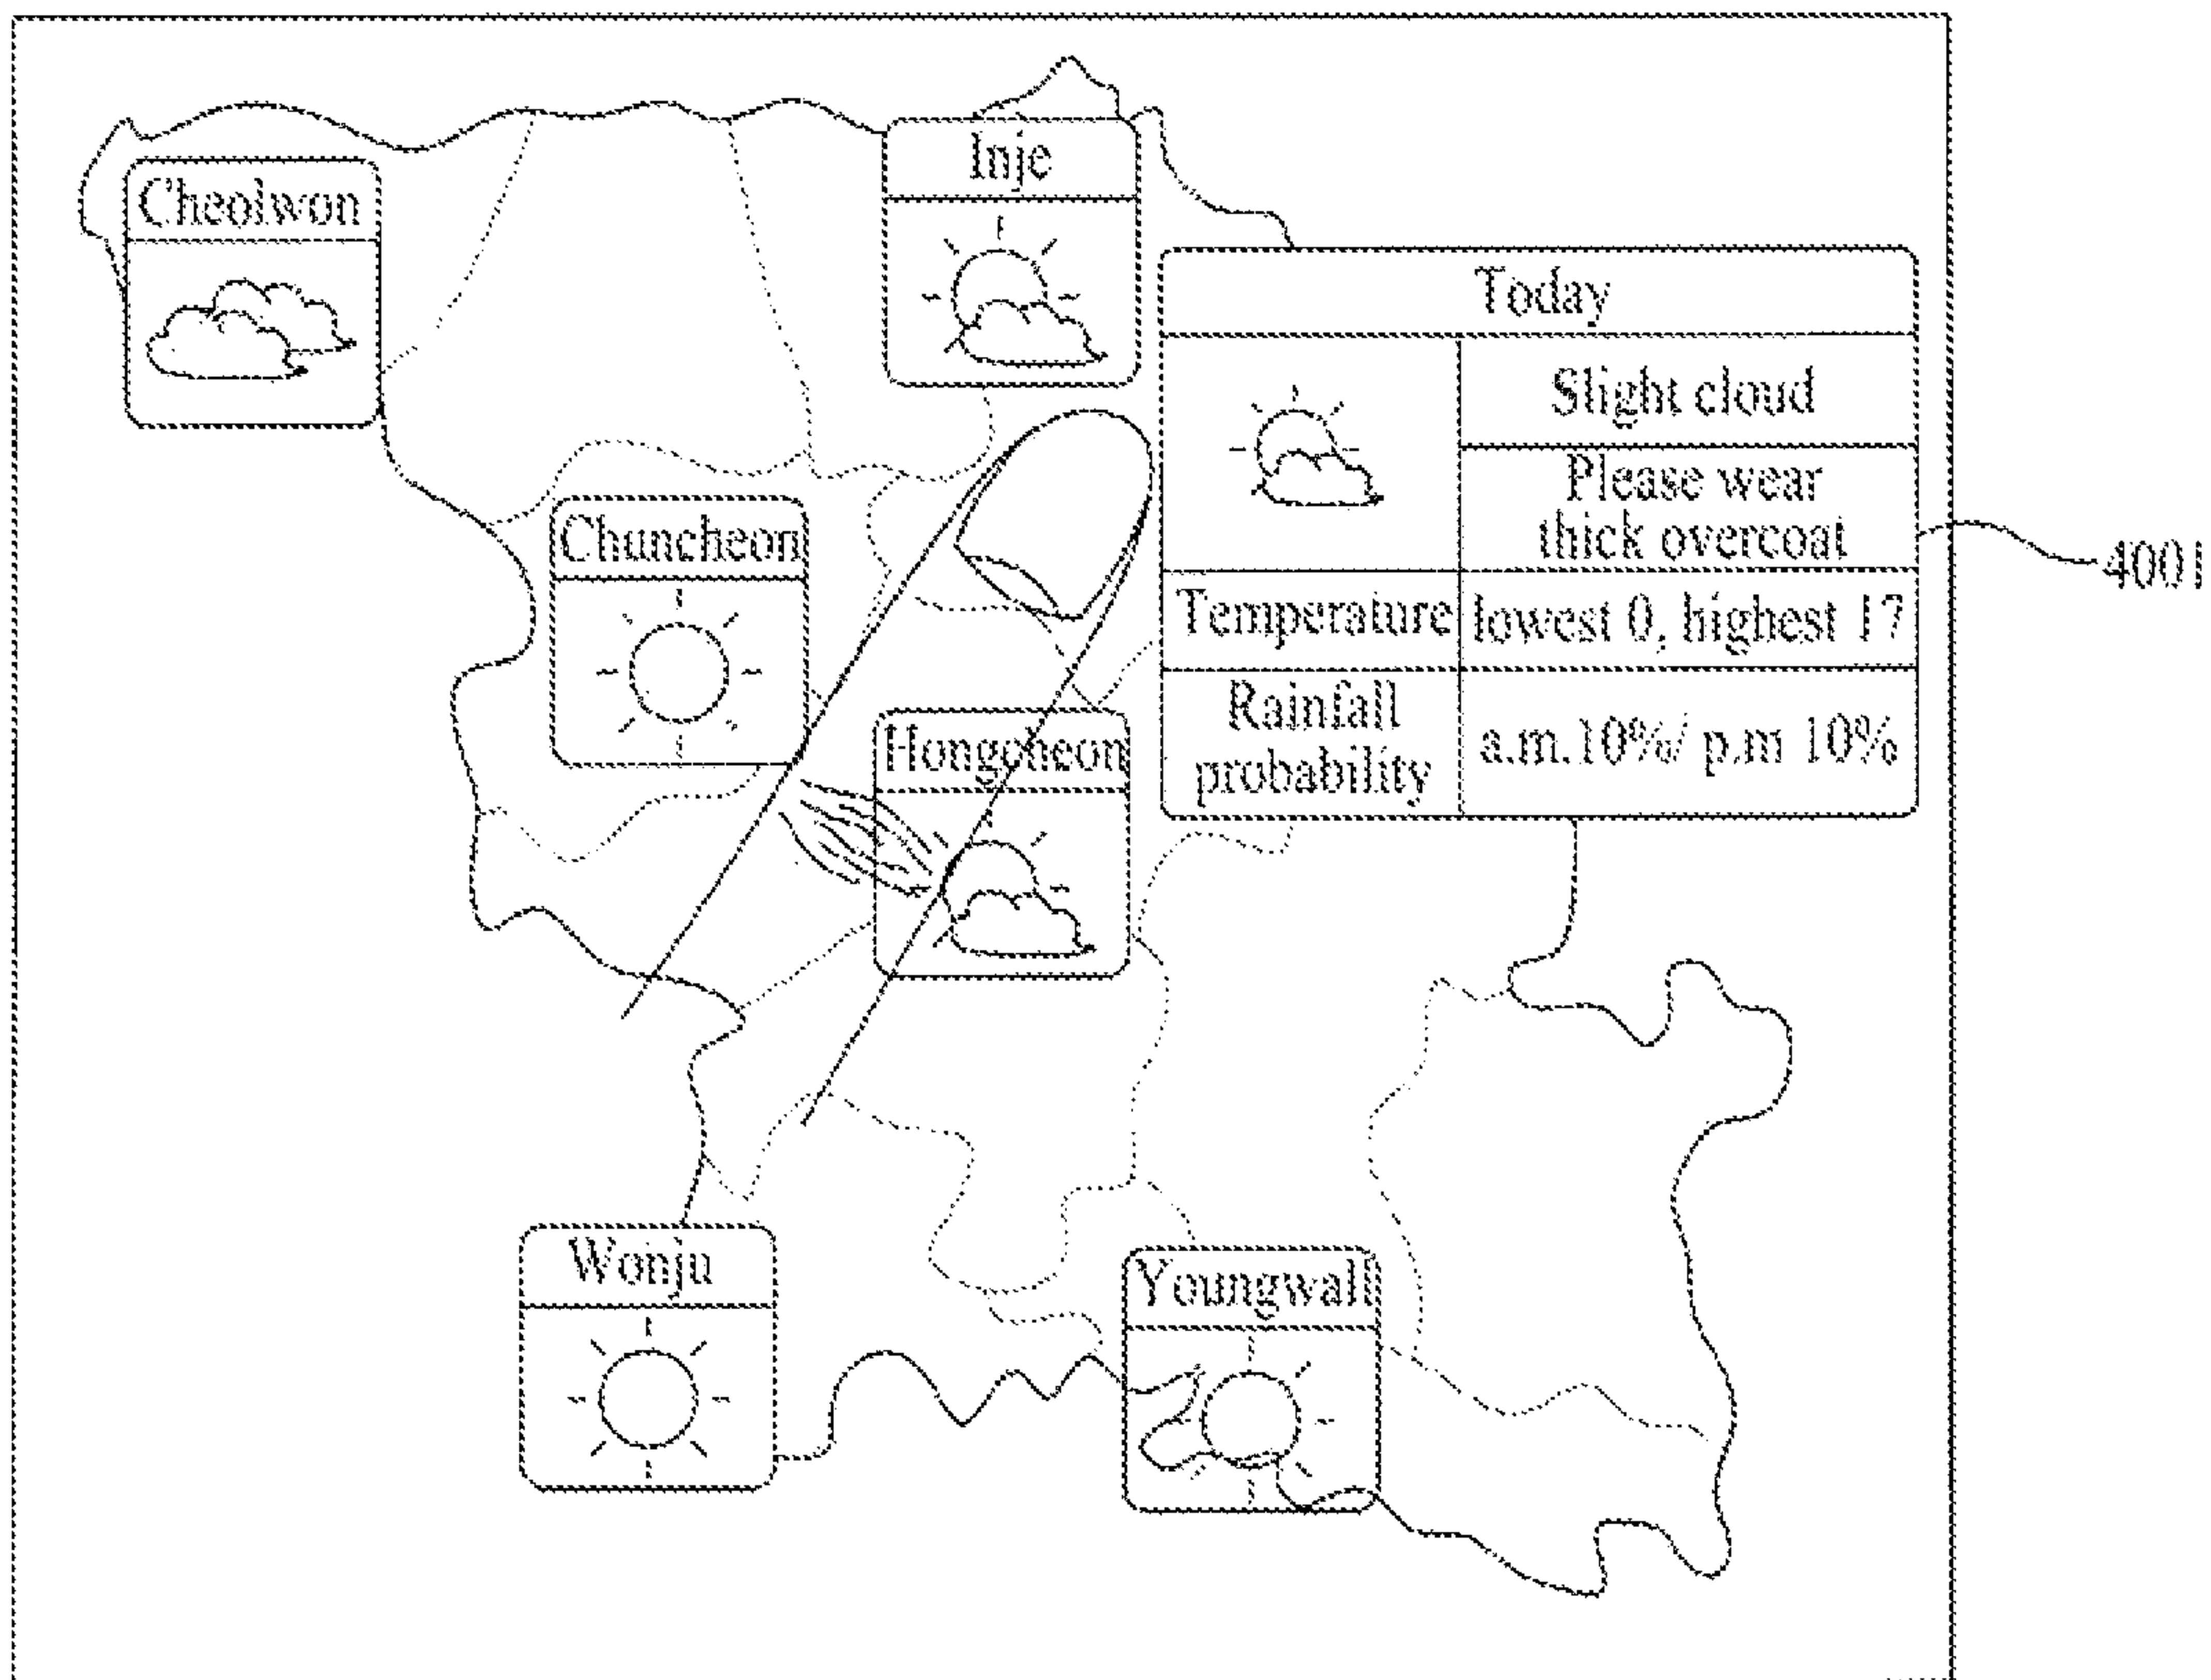 Inje
Cheolwon
Today
Slight cloud
Please wear
thick overcoat
Chuncheon
4001
Temperature
lowest 0, highest 17
Rainfall
probability
a.m.10%/ p.m 10%
Hongcheon
Wonju
Youngwall